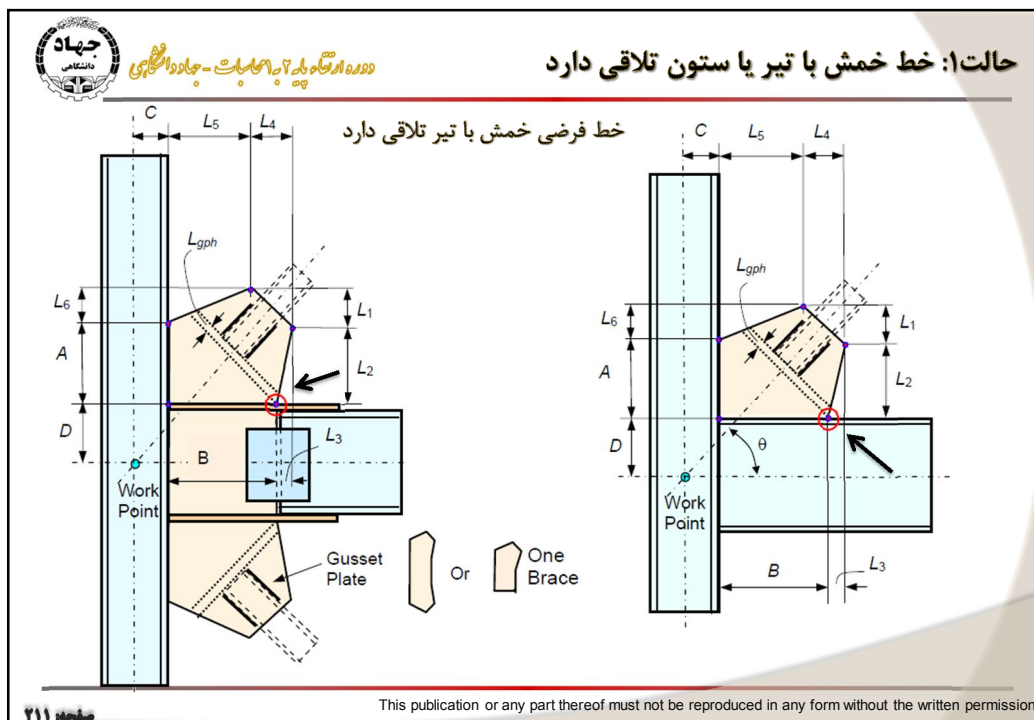 حالت۱: خط خمش با تیر یا ستون تلاقی دارد
دوره ارتقاء پایه ۲ به ۱ محاسبات - جهاد دانشگاهی
جهاد
دانشگاهی
خط فرضی خمش با تیر تلاقی دارد
C
L5
L4
Lgph
L6
L1
A
L2
D
B
L3
Work
Point
Gusset
Plate
Or
One
Brace
C
L5
L4
Lgph
L6
L1
A
L2
D
θ
Work
Point
B
L3
This publication or any part thereof must not be reproduced in any form without the written permission
صفحه: ۲۱۱